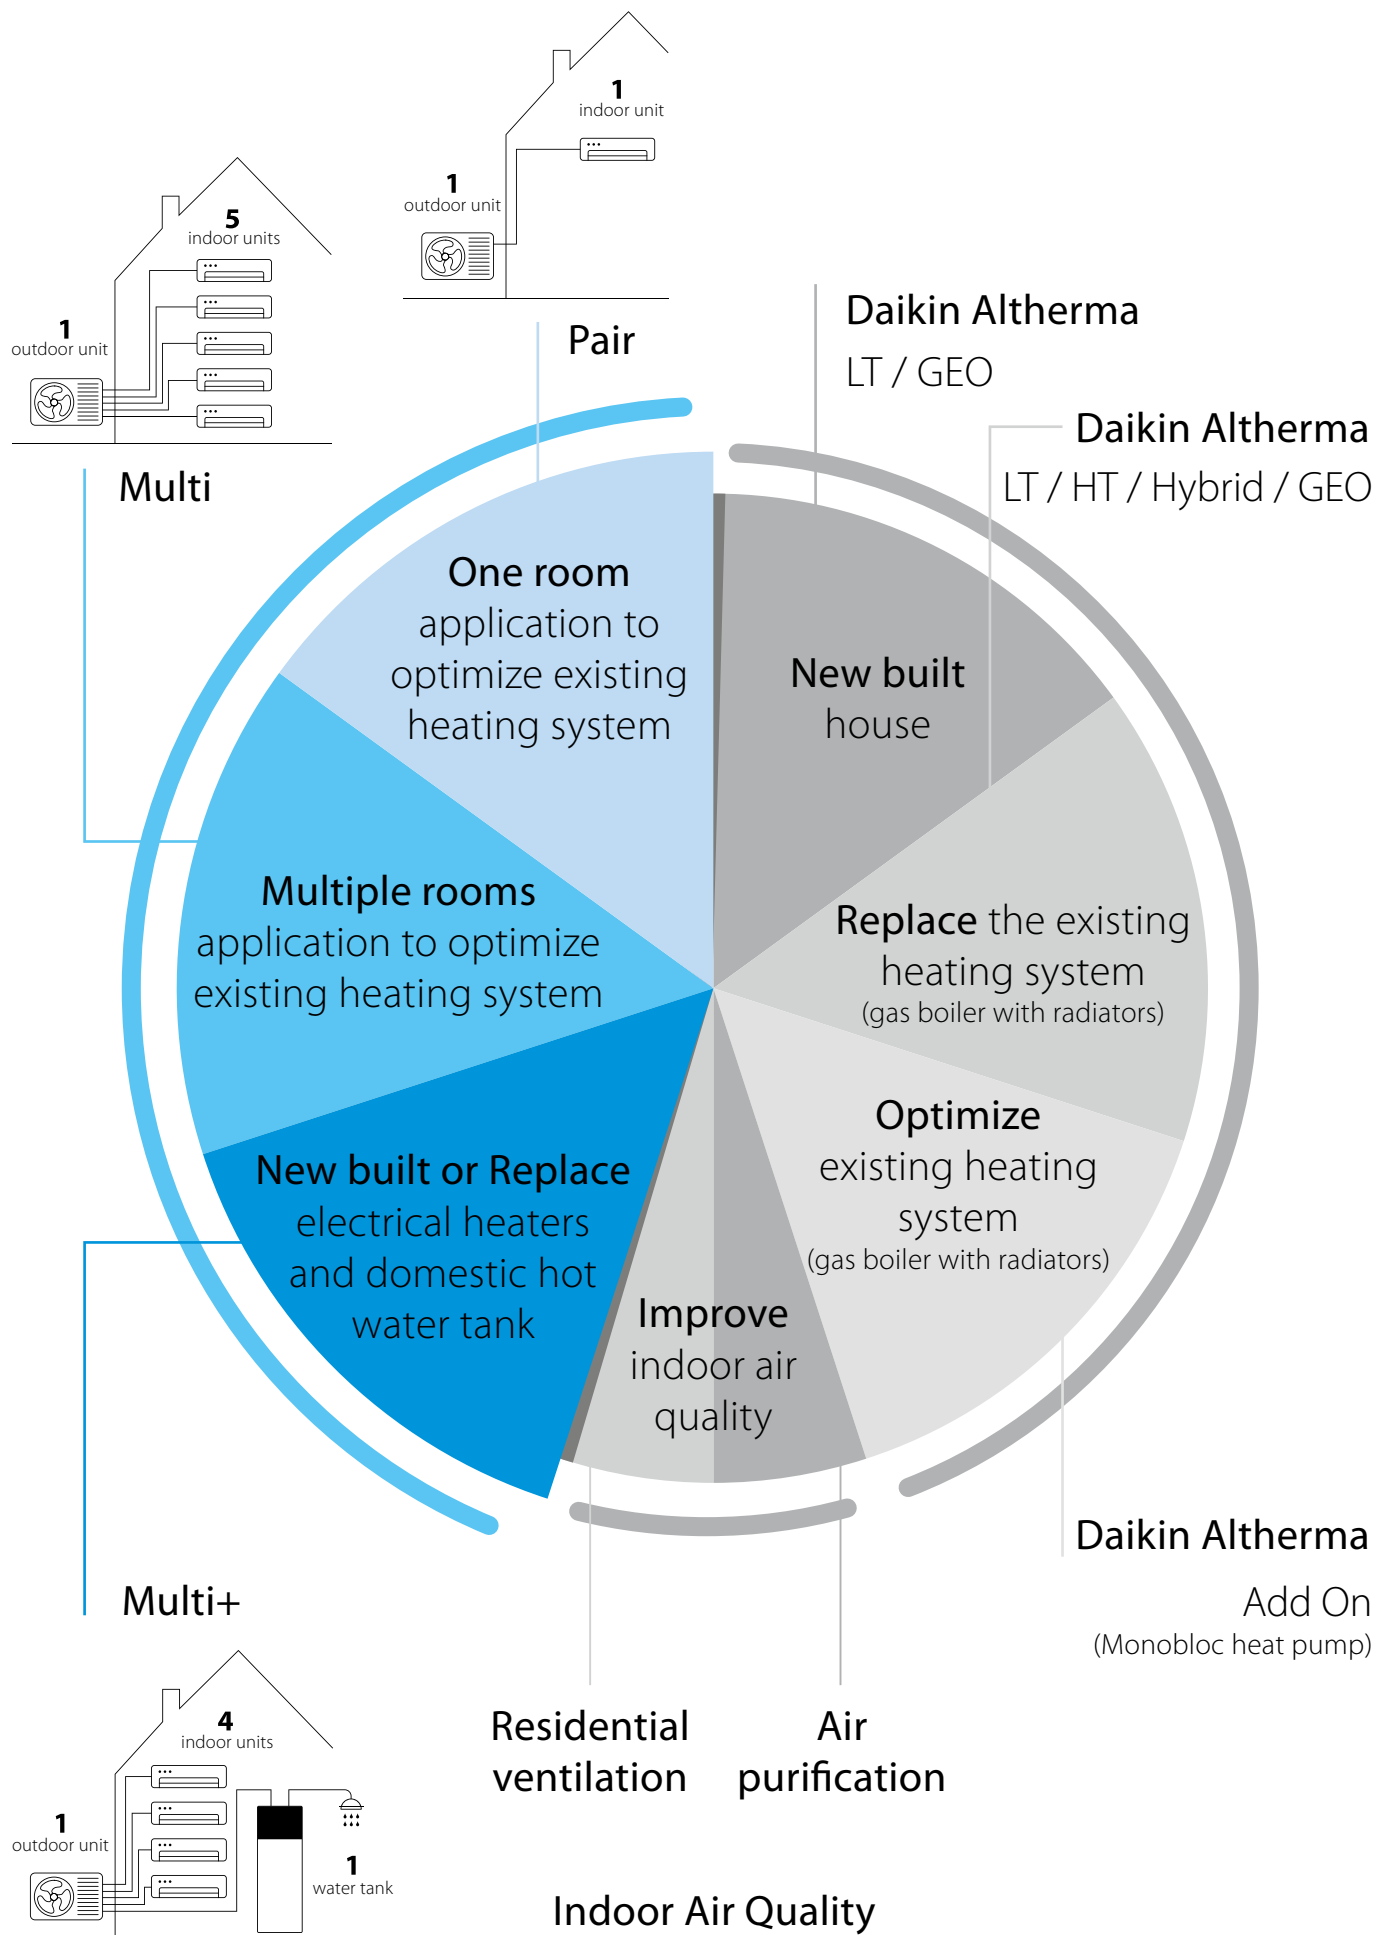 1
indoor unit
1
outdoor unit
Pair
5
indoor units
1
outdoor unit
Multi
Daikin Altherma
LT / GEO
Daikin Altherma
LT / HT / Hybrid / GEO
One room
application to
optimize existing
heating system
New built
house
Multiple rooms
application to optimize
existing heating system
Replace the existing
heating system
(gas boiler with radiators)
Optimize
existing heating
system
(gas boiler with radiators)
New built or Replace
electrical heaters
and domestic hot
water tank
Improve
indoor air
quality
Daikin Altherma
Add On
(Monobloc heat pump)
Multi+
4
indoor units
1
outdoor unit
1
water tank
Residential
ventilation
Air
purification
Indoor Air Quality